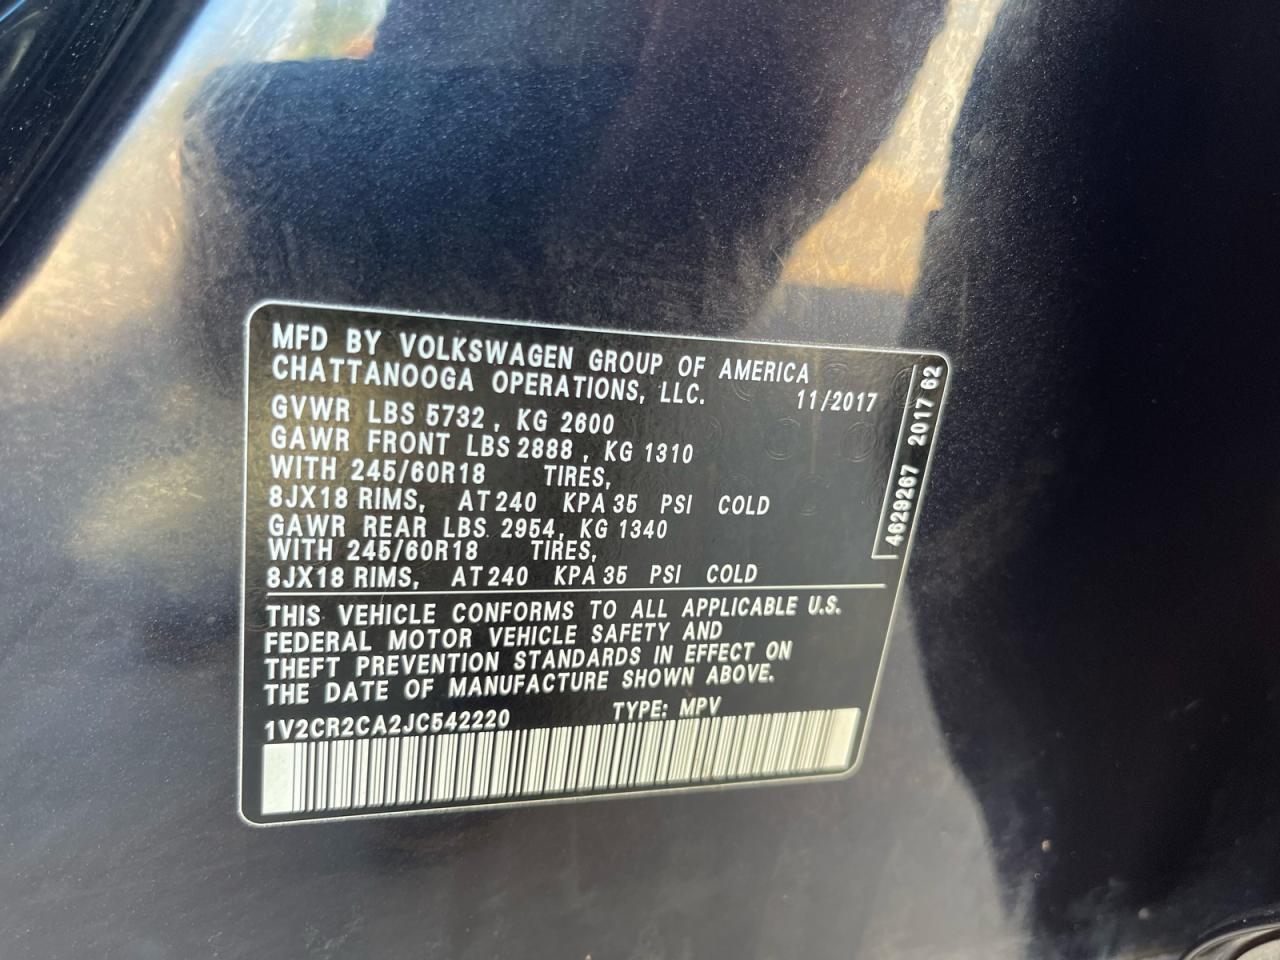 MFD BY VOLKSWAGEN GROUP OF AMERICA
CHATTANOOGA OPERATIONS, LLC. 11/2017
GVWR LBS 5732, KG 2600
GAWR FRONT LBS 2888, KG 1310
WITH 245/60R18 TIRES,
8JX18 RIMS, AT 240 KPA 35 PSI COLD
GAWR REAR LBS 2954, KG 1340
WITH 245/60R18 TIRES,
8JX18 RIMS, AT 240 KPA 35 PSI COLD
4629267 2017 62
THIS VEHICLE CONFORMS TO ALL APPLICABLE U.S.
FEDERAL MOTOR VEHICLE SAFETY AND
THEFT PREVENTION STANDARDS IN EFFECT ON
THE DATE OF MANUFACTURE SHOWN ABOVE.
1V2CR2CA2JC542220 TYPE: MPV